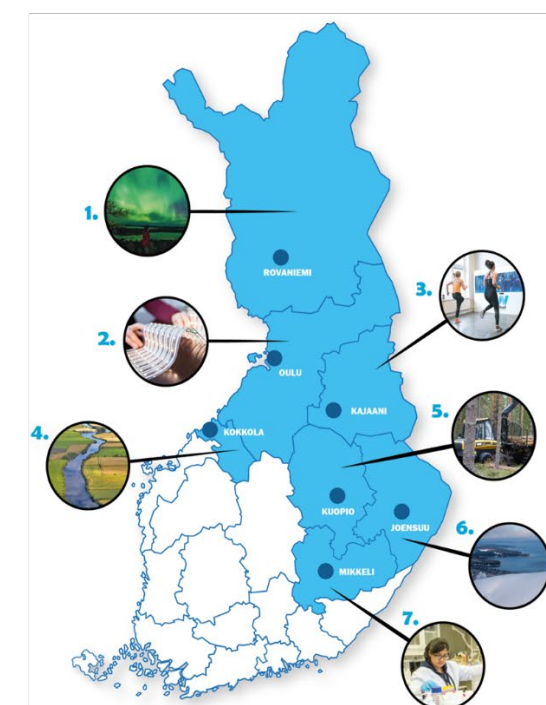 1.
ROVANIEMI
3.
2.
OULU
KAJAANI
5.
4.
KOKKOLA
KUOPIO
JOENSUU
6.
MIKKELI
7.